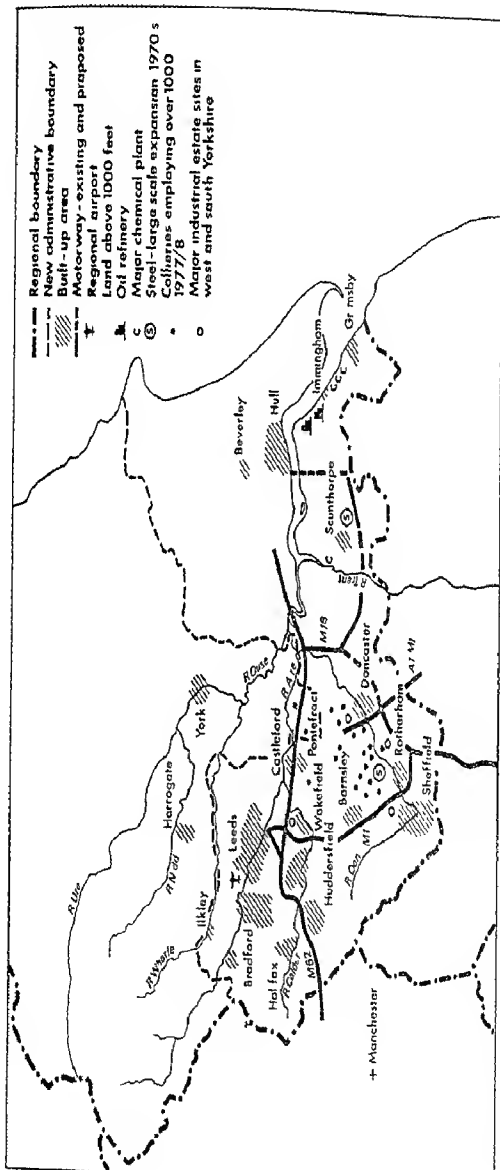 Regional boundary
New administrative boundary
Built-up area
Motorway-existing and proposed
Regional airport
Land above 1000 feet
Oil refinery
C Major chemical plant
S Steel-large scale expansion 1970s
Collieries employing over 1000
1977/8
Major industrial estate sites in
west and south Yorkshire
R Ure
R Nidd
Harrogate
York
R Wharfe
Ilkley
R Ouse
Beverley
Hull
Leeds
Bradford
Castleford
R Aire
C
Halifax
R Calder
M62
Wakefield
Pontefract
Huddersfield
M18
R Trent
C
Scunthorpe
S
Immingham
C C C
Grimsby
Barnsley
Doncaster
A1 M1
S
Rotherham
R Don
M1
Sheffield
Manchester